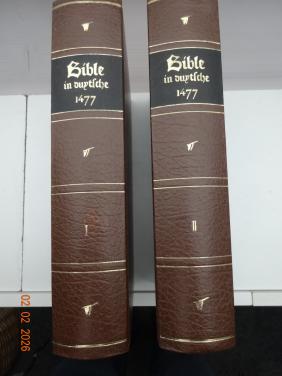 Bible
in duytsche
1477
I
Bible
in duytsche
1477
II
02 02 2026